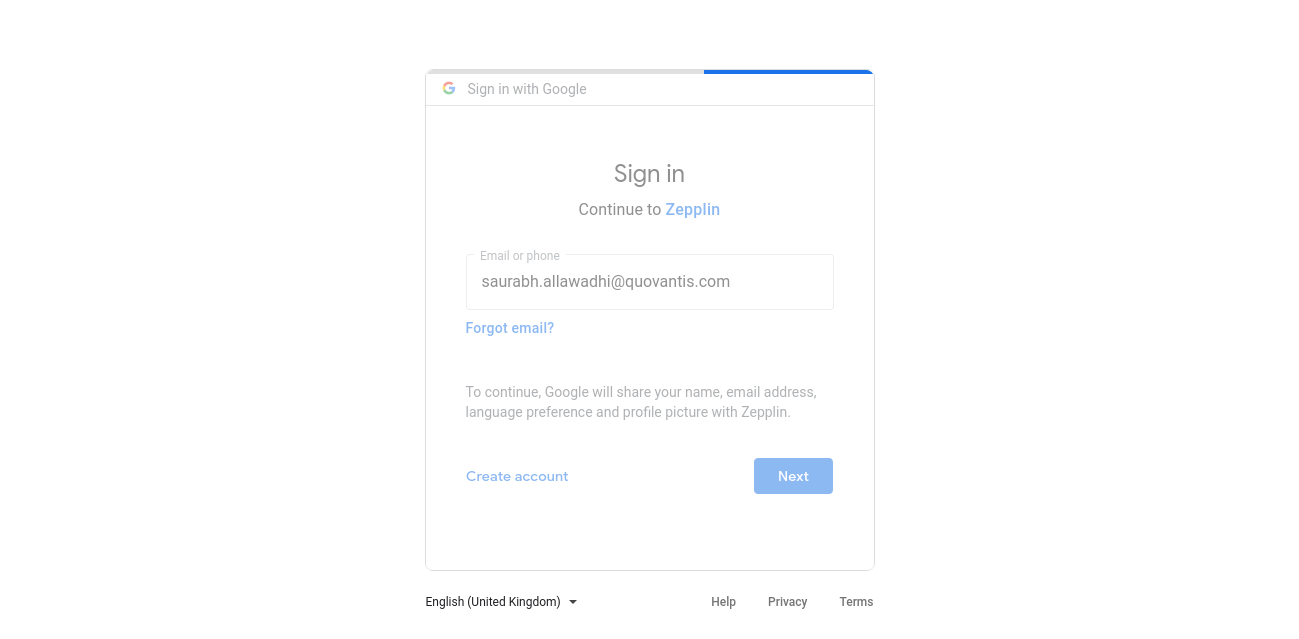 Sign in with Google
Sign in
Continue to Zepplin
Email or phone
saurabh.allawadhi@quovantis.com
Forgot email?
To continue, Google will share your name, email address,
language preference and profile picture with Zepplin.
Create account
Next
English (United Kingdom)
Help
Privacy
Terms